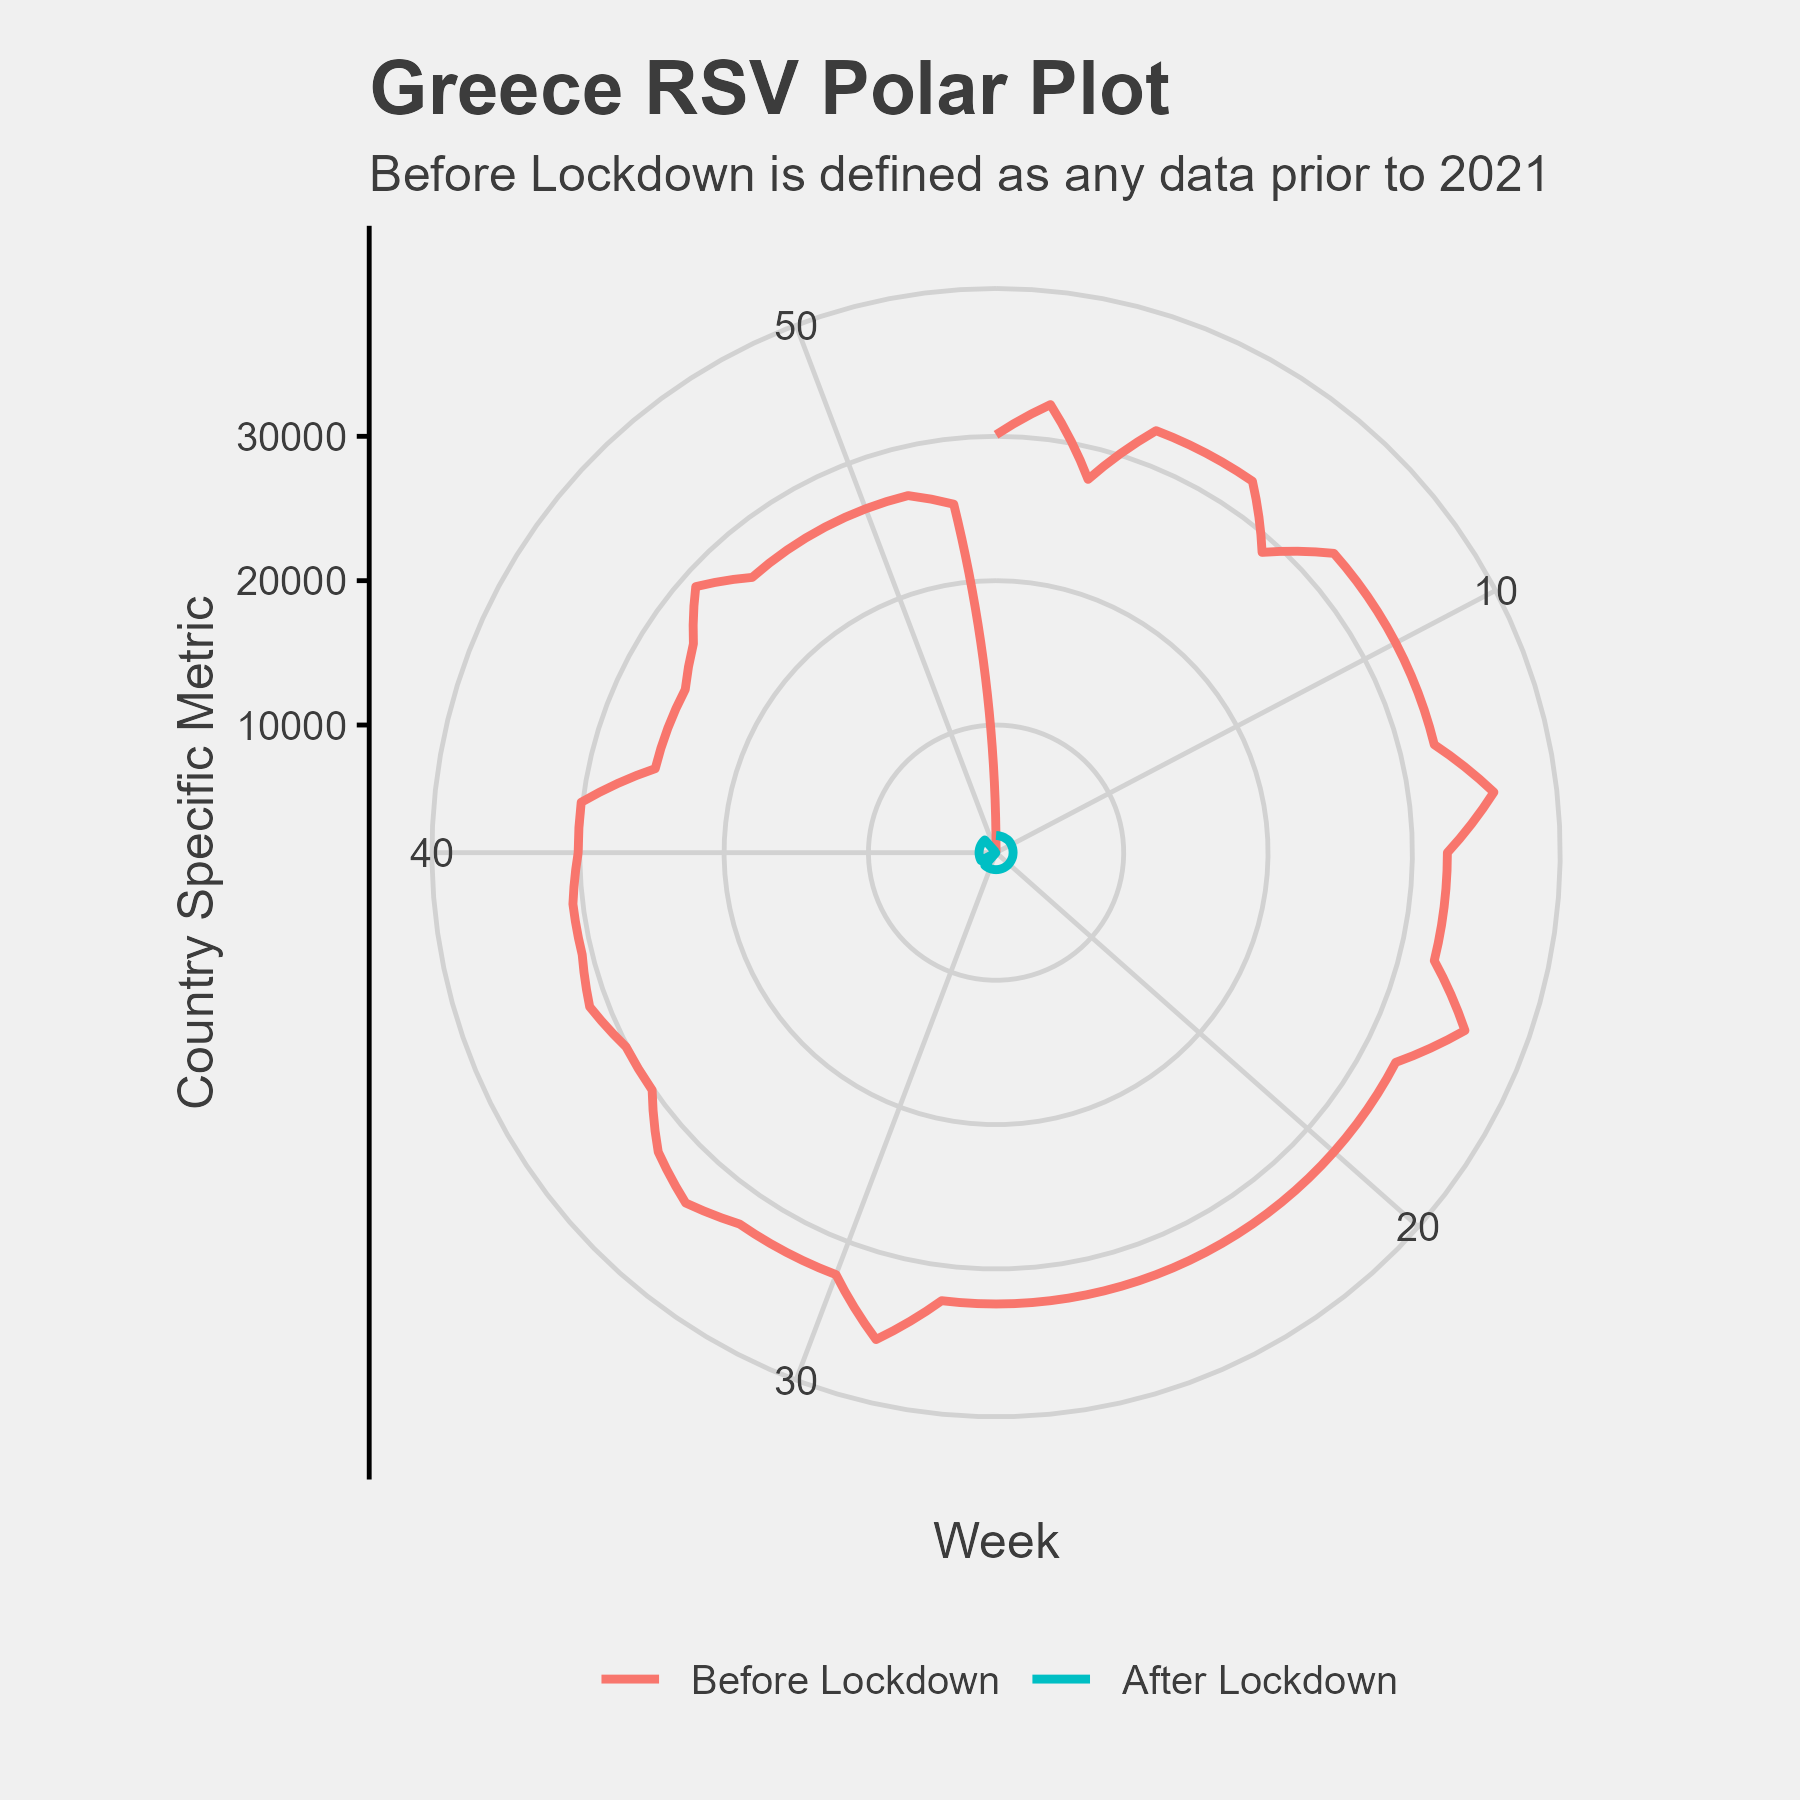 Greece RSV Polar Plot
Before Lockdown is defined as any data prior to 2021
50
30000
10
20000
10000
40
20
30
Country Specific Metric
Week
Before Lockdown
After Lockdown